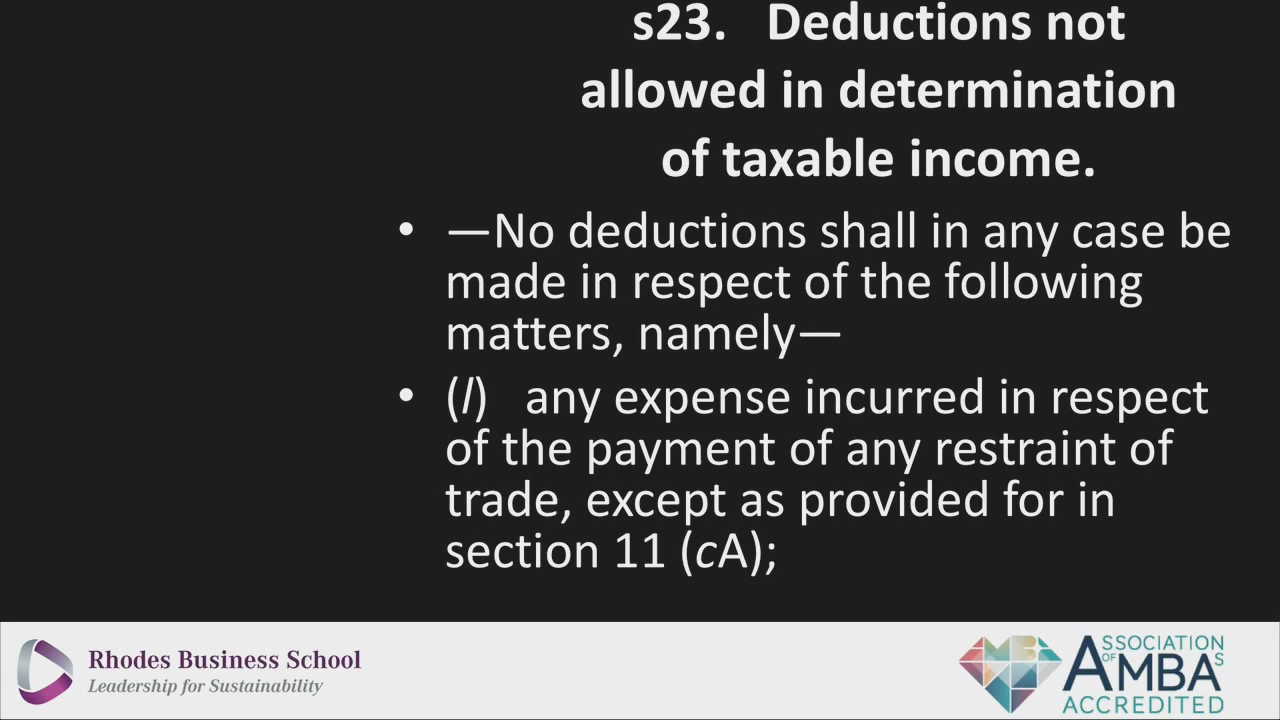 s23.   Deductions not
allowed in determination
of taxable income.
• —No deductions shall in any case be
made in respect of the following
matters, namely—
• (l)   any expense incurred in respect
of the payment of any restraint of
trade, except as provided for in
section 11 (cA);
Rhodes Business School
Leadership for Sustainability
ASSOCIATION
OF MBAs
ACCREDITED